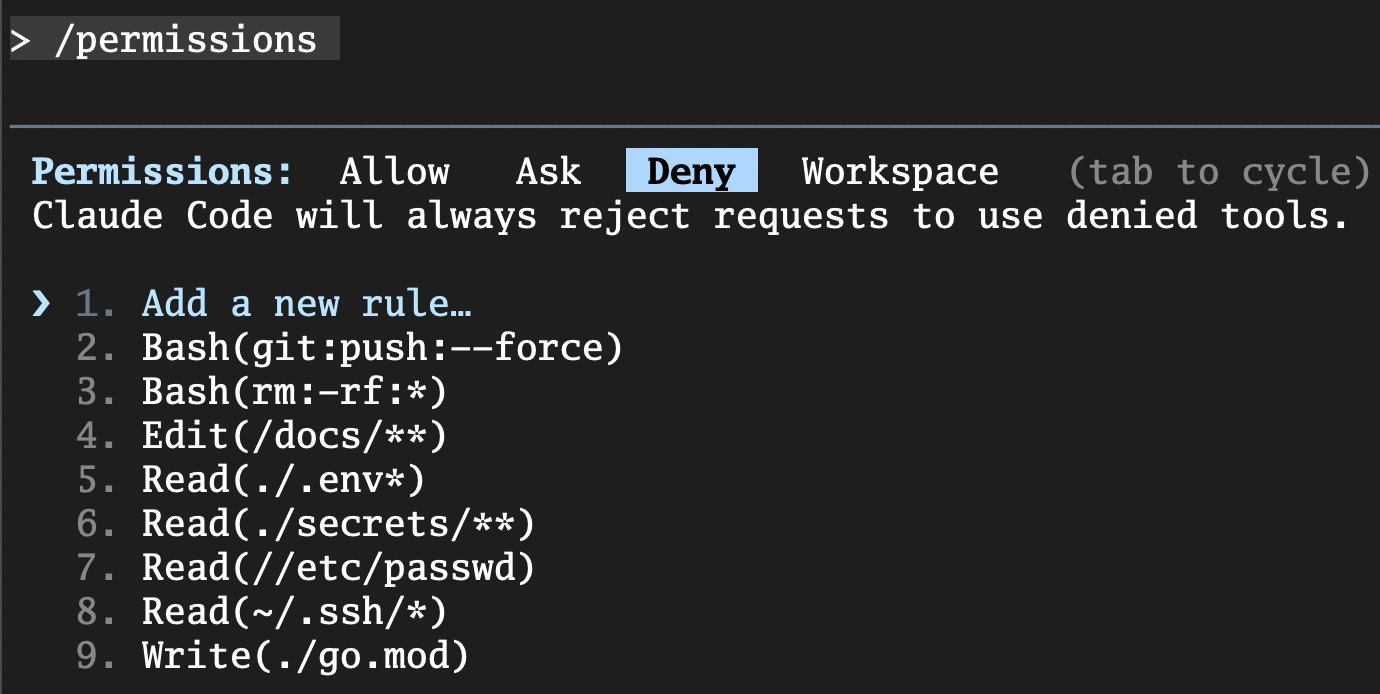 > /permissions
Permissions: Allow Ask Deny Workspace (tab to cycle)
Claude Code will always reject requests to use denied tools.
❯ 1. Add a new rule…
2. Bash(git:push:--force)
3. Bash(rm:-rf:*)
4. Edit(/docs/**)
5. Read(./.env*)
6. Read(./secrets/**)
7. Read(//etc/passwd)
8. Read(~/.ssh/*)
9. Write(./go.mod)